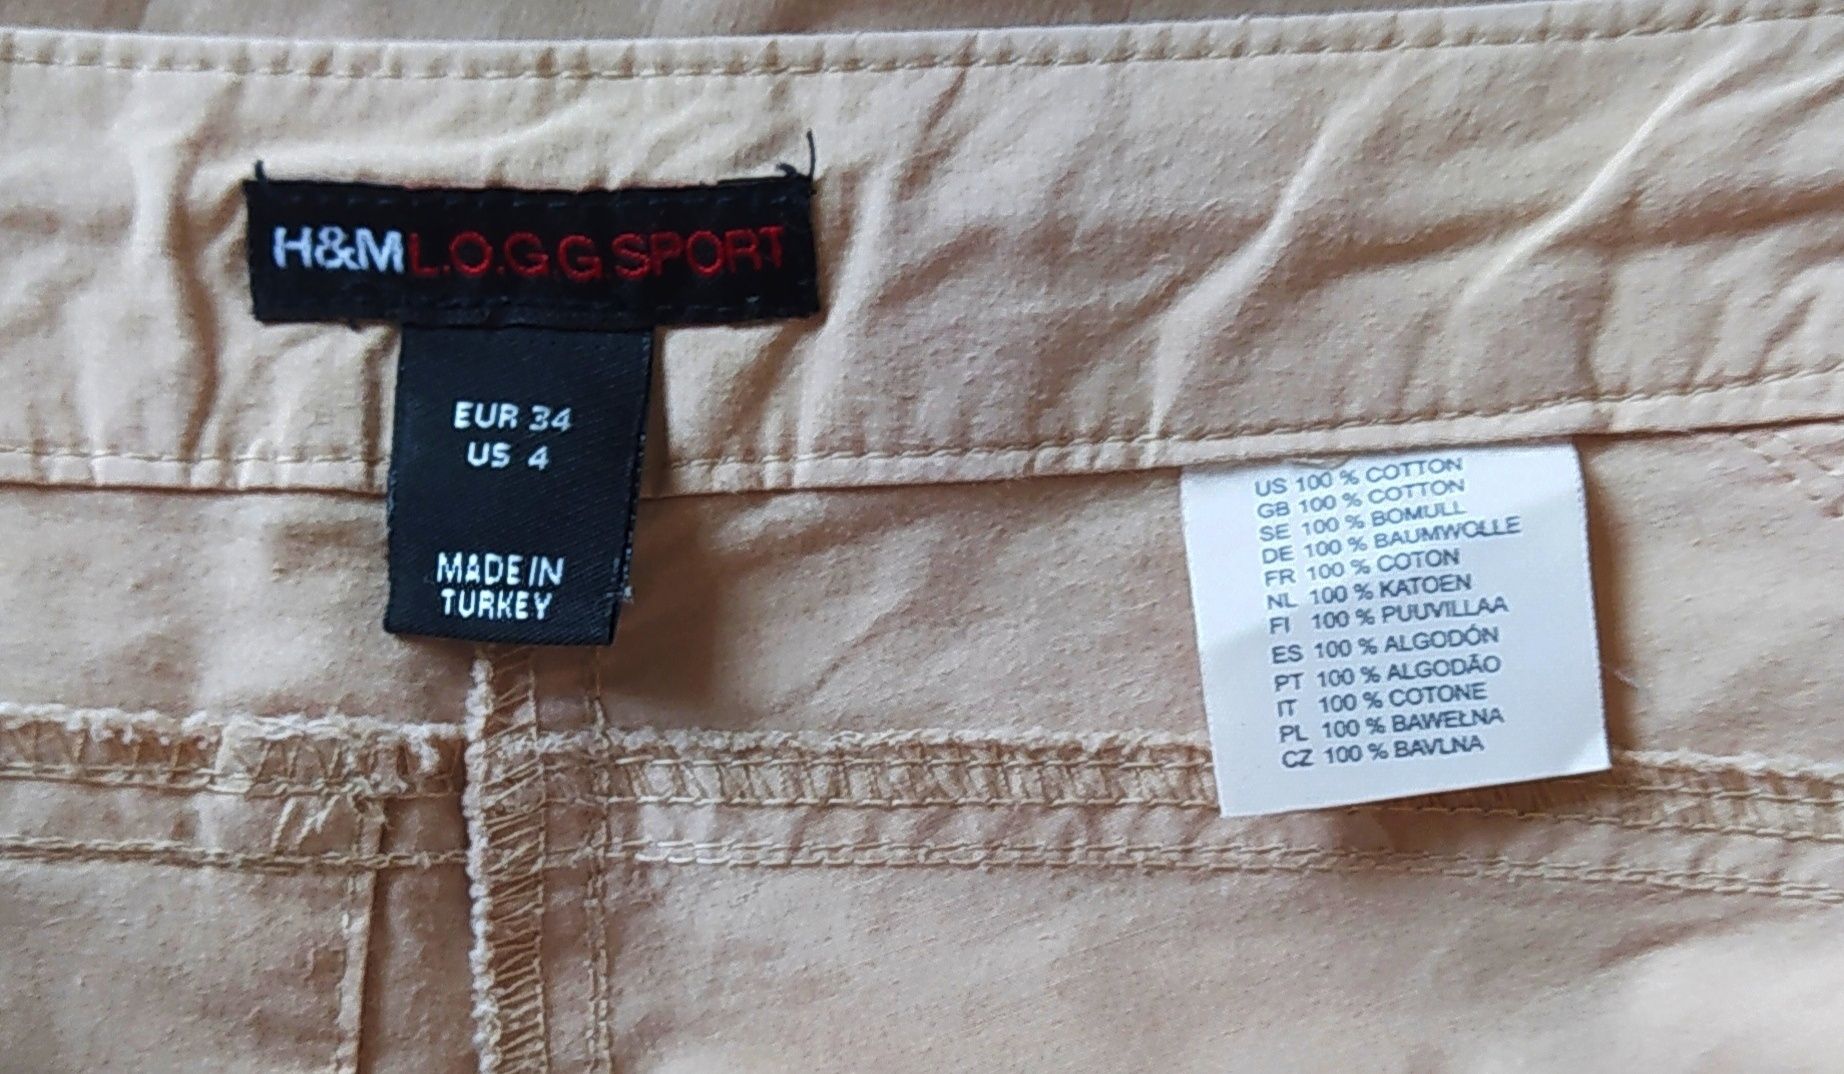 H&M L.O.G.G. SPORT
EUR 34
US 4
MADE IN
TURKEY
US 100 % COTTON
GB 100 % COTTON
SE 100 % BOMULL
DE 100 % BAUMWOLLE
FR 100 % COTON
NL 100 % KATOEN
FI 100 % PUUVILLAA
ES 100 % ALGODÓN
PT 100 % ALGODÃO
IT 100 % COTONE
PL 100 % BAWEŁNA
CZ 100 % BAVLNA